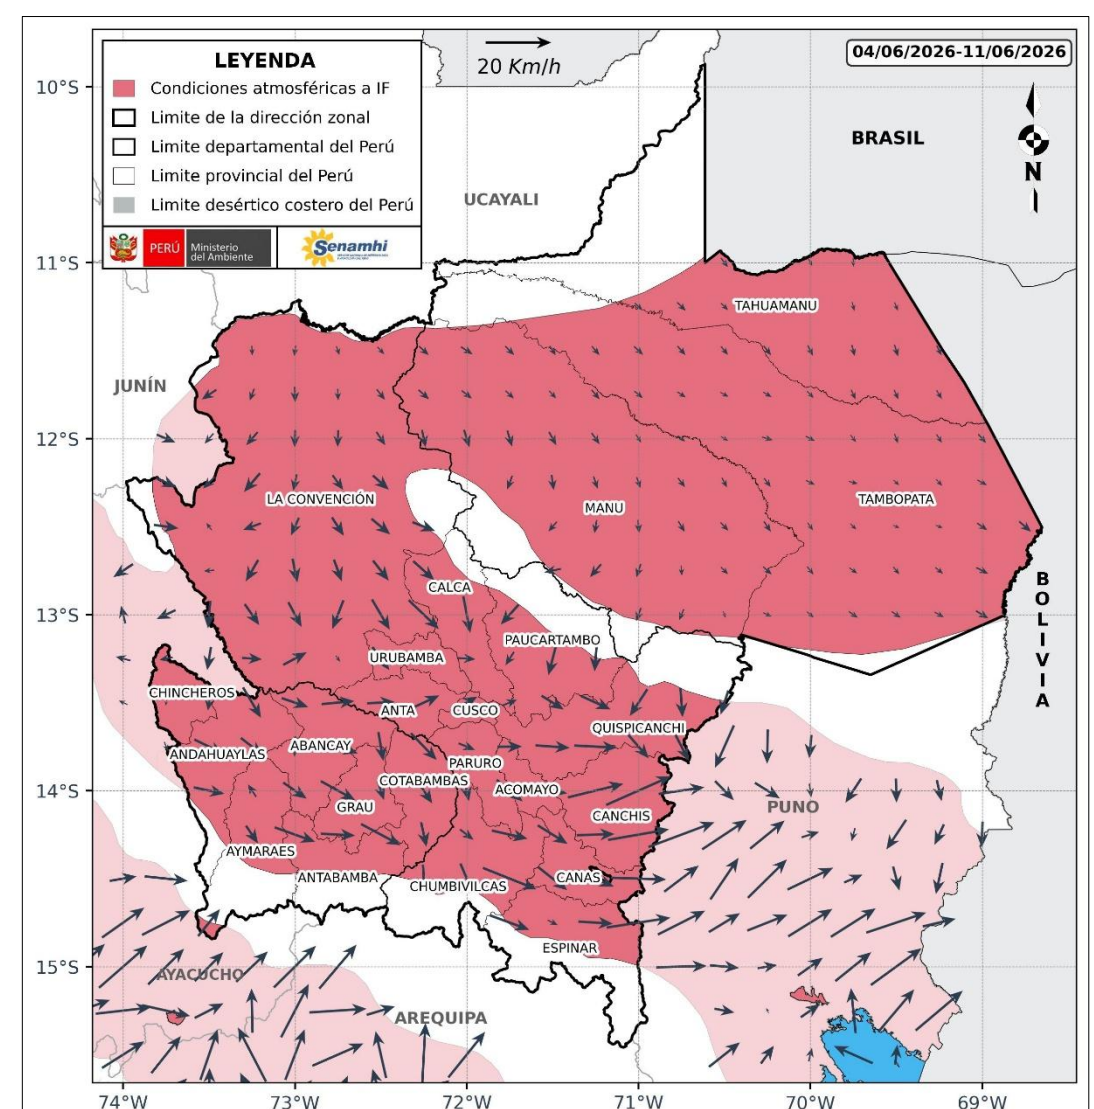 LEYENDA
Condiciones atmosféricas a IF
Limite de la dirección zonal
Limite departamental del Perú
Limite provincial del Perú
Limite desértico costero del Perú
PERÚ
Ministerio
del Ambiente
Senamhi
20 Km/h
04/06/2026-11/06/2026
N
BRASIL
UCAYALI
JUNÍN
TAHUAMANU
LA CONVENCIÓN
MANU
TAMBOPATA
BOLIVIA
CALCA
PAUCARTAMBO
URUBAMBA
CHINCHEROS
ANTA
CUSCO
QUISPICANCHI
ANDAHUAYLAS
ABANCAY
PARURO
COTABAMBAS
ACOMAYO
GRAU
CANCHIS
PUNO
AYMARAES
ANTABAMBA
CHUMBIVILCAS
CANAS
ESPINAR
AYACUCHO
AREQUIPA
10°S
11°S
12°S
13°S
14°S
15°S
74°W
73°W
72°W
71°W
70°W
69°W